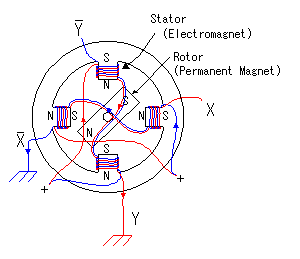 Stator
(Electromagnet)
Rotor
(Permanent Magnet)
Y̅
S
N
S
N
N
S
N
S
S
N
X
X̅
+
+
Y